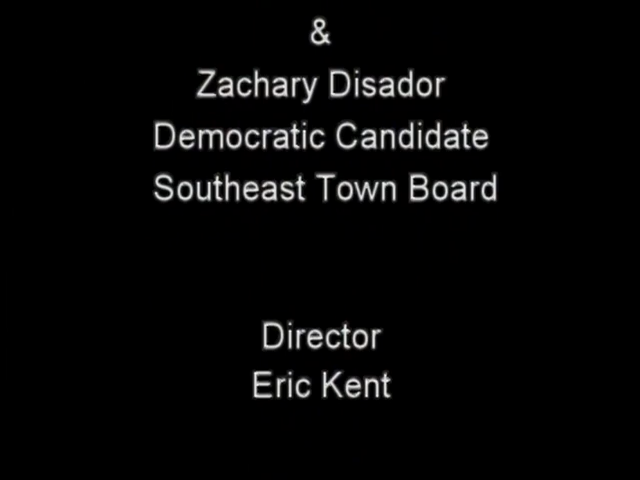 &
Zachary Disador
Democratic Candidate
Southeast Town Board
Director
Eric Kent